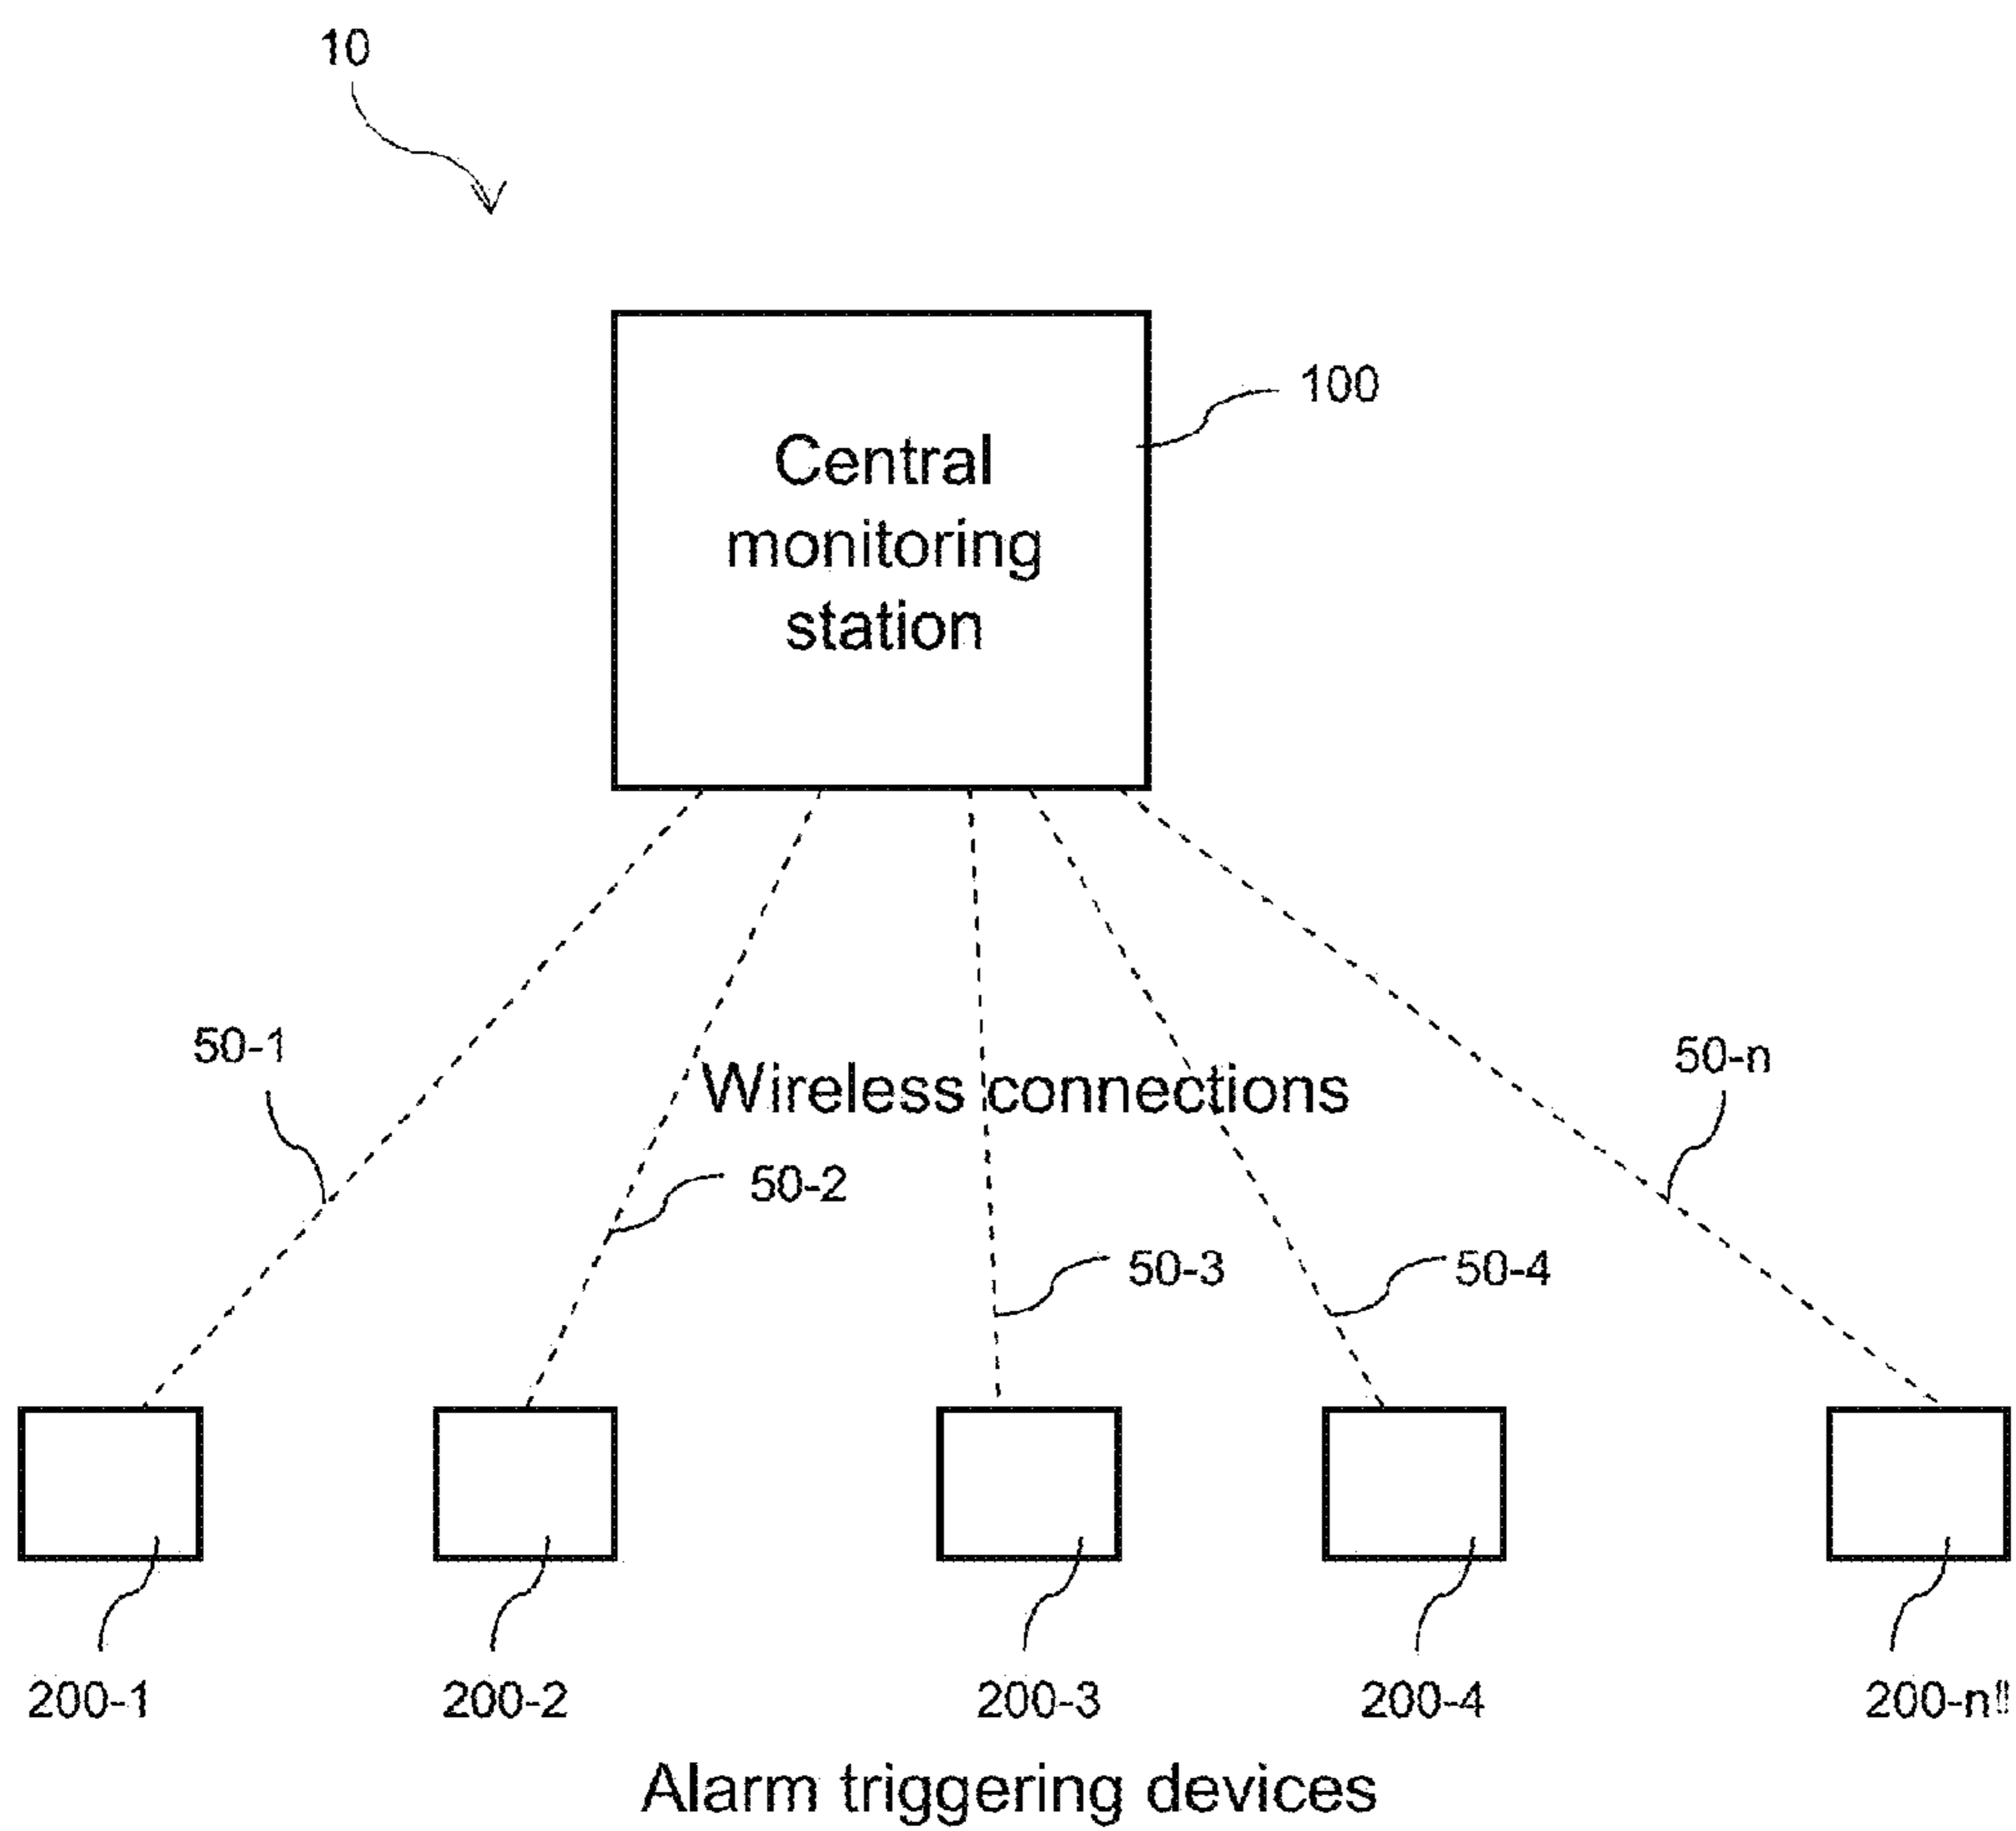 10
100
Central
monitoring
station
50-1
50-n
Wireless connections
50-2
50-3
50-4
200-1 200-2 200-3 200-4 200-n!!
Alarm triggering devices